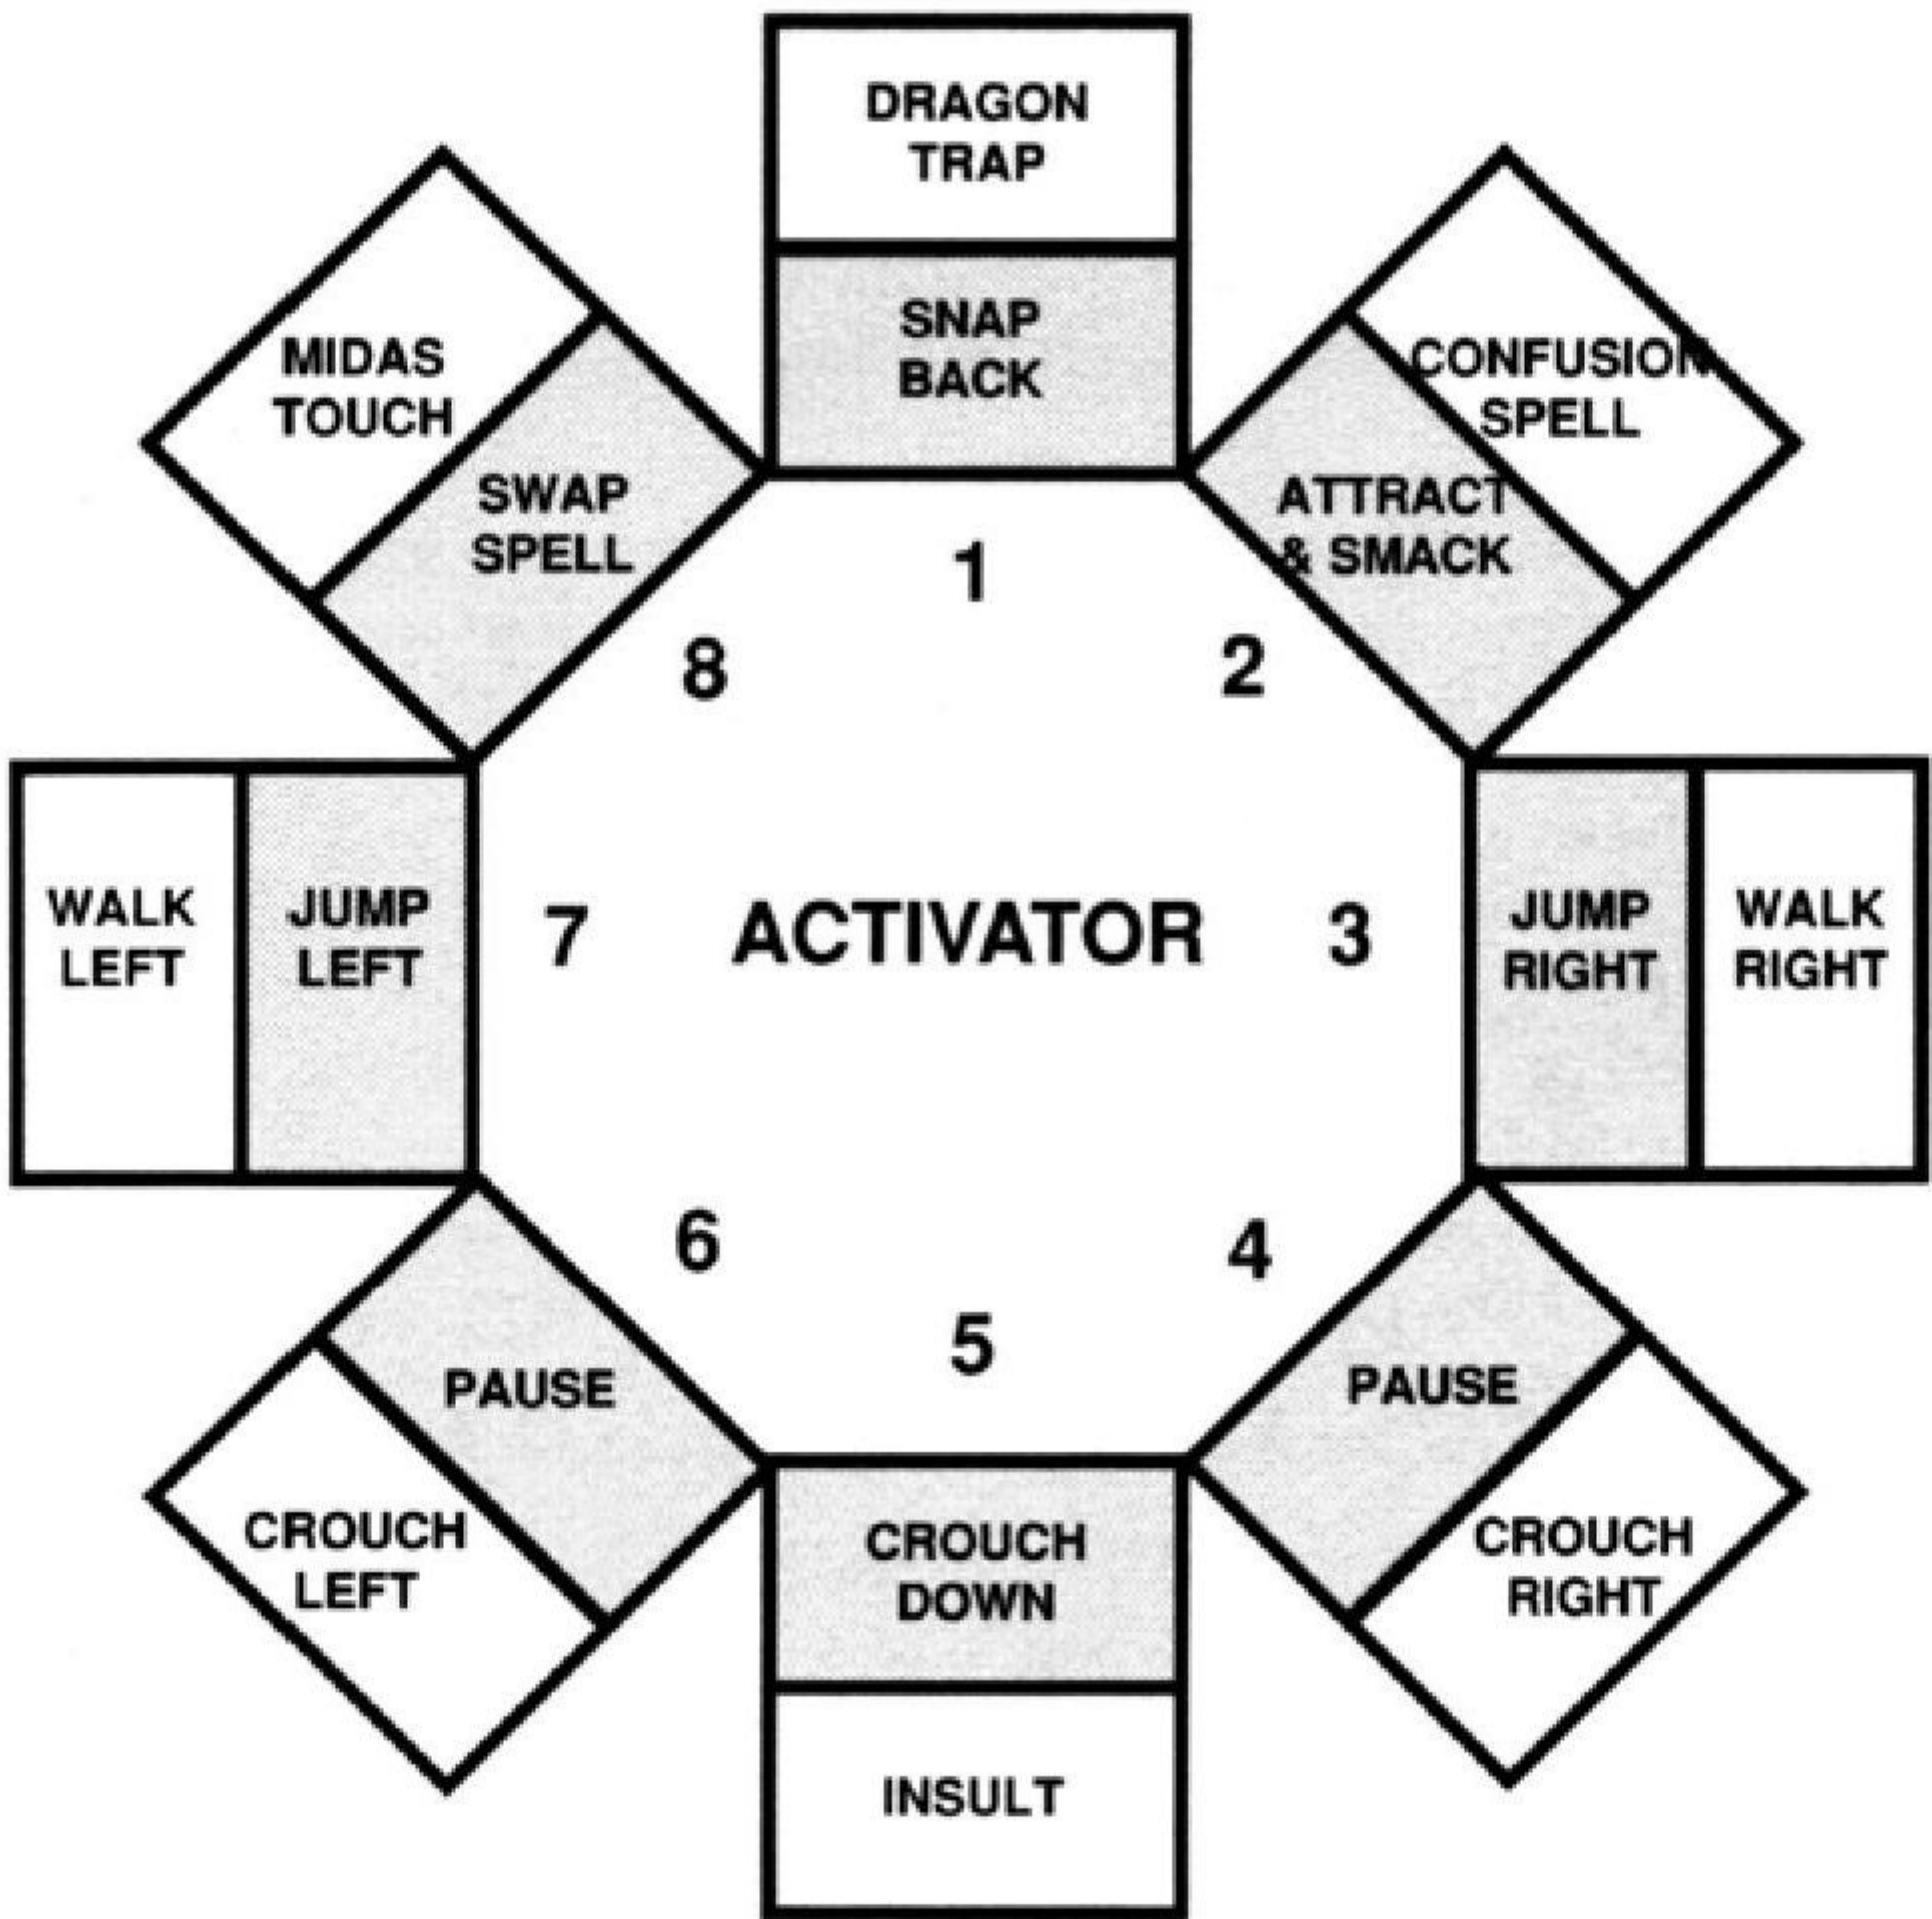 DRAGON
TRAP
SNAP
BACK
MIDAS
TOUCH
CONFUSION
SPELL
SWAP
SPELL
ATTRACT
& SMACK
1
8
2
WALK
LEFT
JUMP
LEFT
7
ACTIVATOR
3
JUMP
RIGHT
WALK
RIGHT
6
4
5
PAUSE
PAUSE
CROUCH
LEFT
CROUCH
DOWN
CROUCH
RIGHT
INSULT